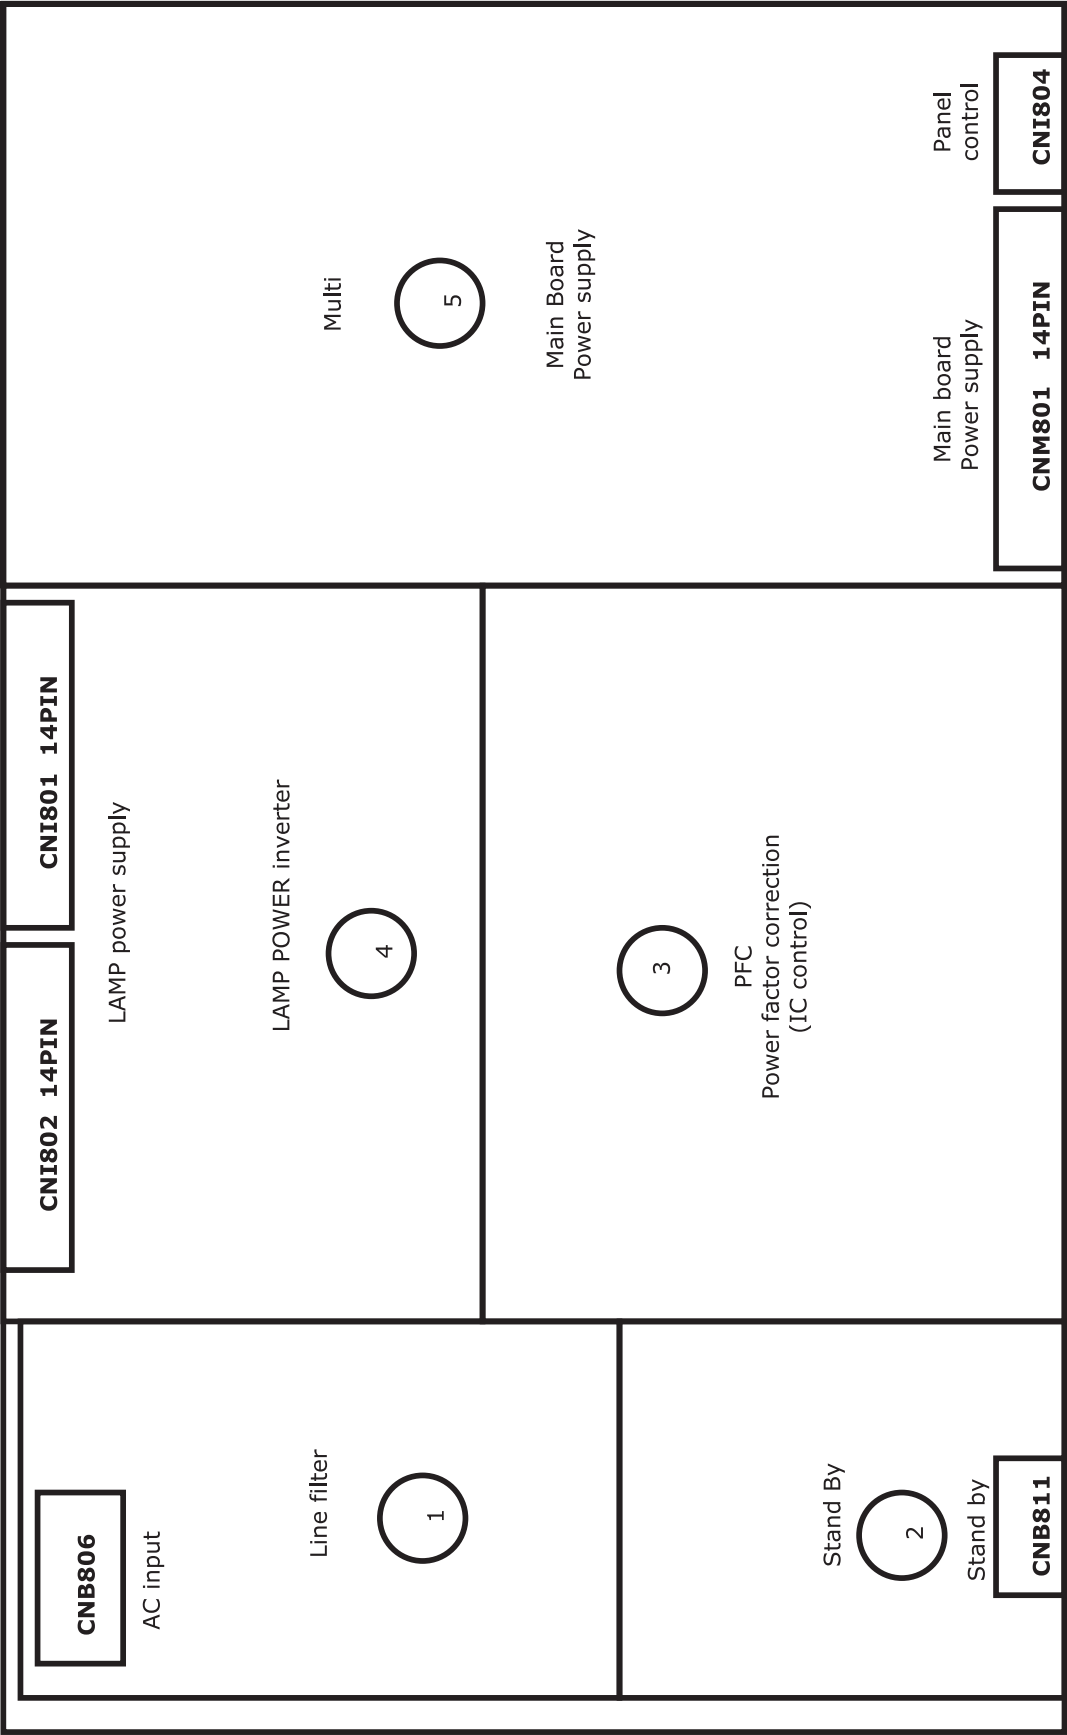 CNB806
AC input
Line filter
1
Stand By
2
Stand by
CNB811
CNI802 14PIN
CNI801 14PIN
LAMP power supply
LAMP POWER inverter
4
3
PFC
Power factor correction
(IC control)
Multi
5
Main Board
Power supply
Main board
Power supply
CNM801 14PIN
Panel
control
CNI804